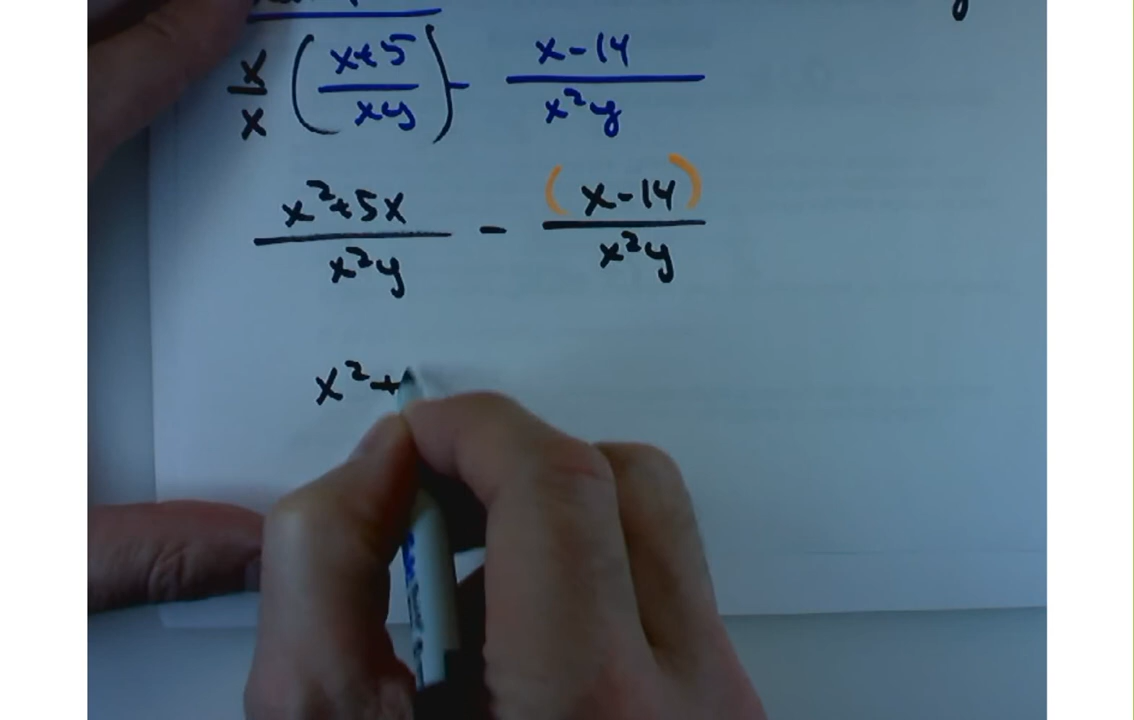 x/x ( x+5 / xy ) - x-14 / x²y
x²+5x / x²y - (x-14) / x²y
x²+